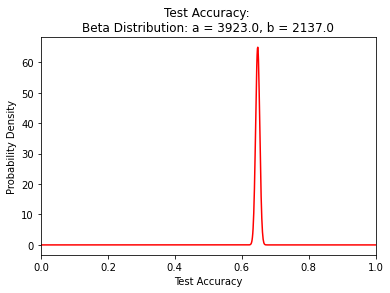 Test Accuracy:
Beta Distribution: a = 3923.0, b = 2137.0
Probability Density
60
50
40
30
20
10
0
0.0 0.2 0.4 0.6 0.8 1.0
Test Accuracy